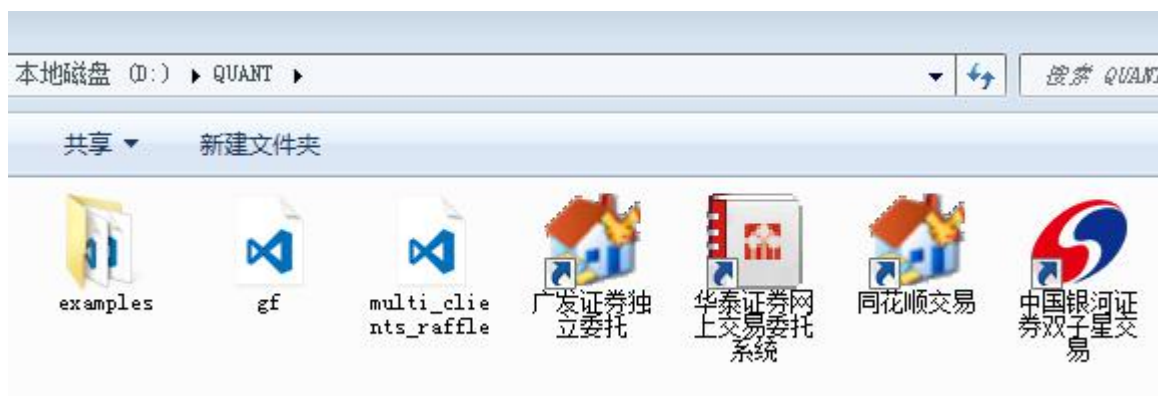 本地磁盘 (D:) ▸ QUANT ▸
搜索 QUANT
共享 新建文件夹
examples
gf
multi_clie
nts_raffle
广发证券独
立委托
华泰证券网
上交易委托
系统
同花顺交易
中国银河证
券双子星交
易